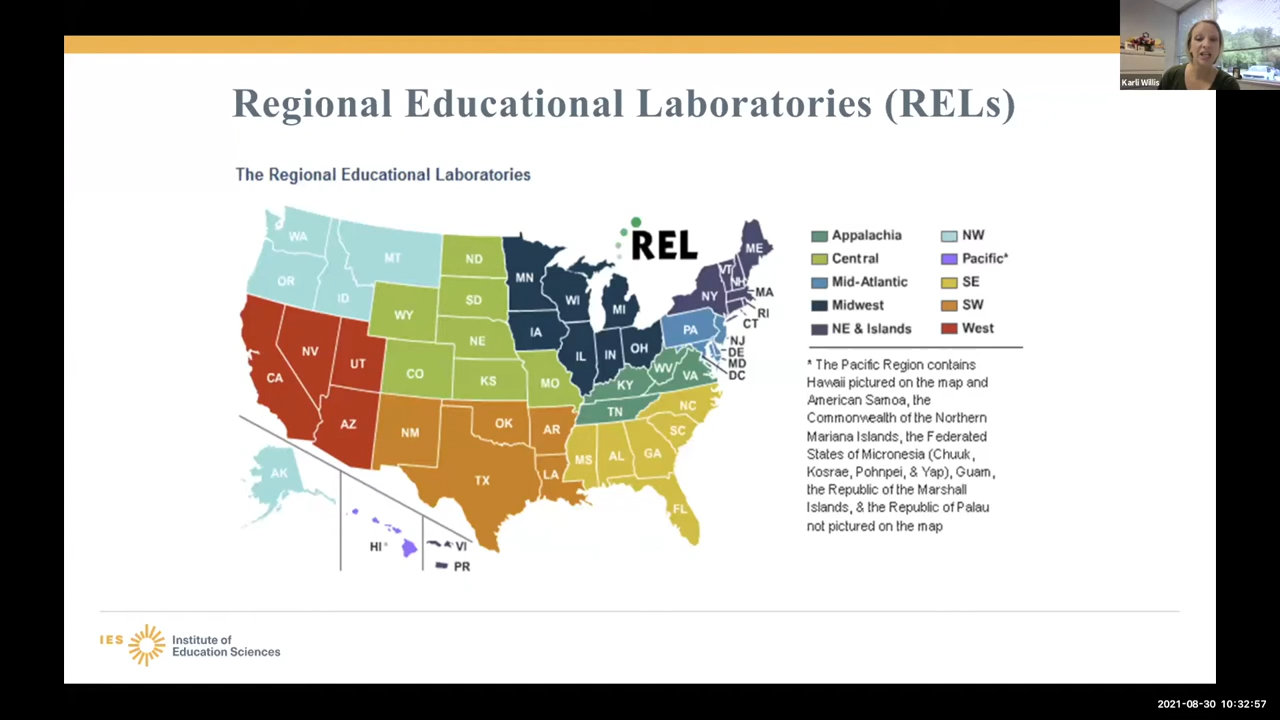 Karli Willis
Regional Educational Laboratories (RELs)
The Regional Educational Laboratories
REL
WA
OR
ID
MT
WY
ND
SD
NE
KS
CO
MO
MN
IA
WI
IL
MI
IN
OH
KY
TN
WV
VA
PA
NY
VT
NH
ME
MA
RI
CT
NJ
DE
MD
DC
CA
NV
UT
AZ
NM
OK
TX
AR
LA
MS
AL
GA
FL
SC
NC
AK
HI*
VI
PR
Appalachia
Central
Mid-Atlantic
Midwest
NE & Islands
NW
Pacific*
SE
SW
West
* The Pacific Region contains
Hawaii pictured on the map and
American Samoa, the
Commonwealth of the Northern
Mariana Islands, the Federated
States of Micronesia (Chuuk,
Kosrae, Pohnpei, & Yap), Guam,
the Republic of the Marshall
Islands, & the Republic of Palau
not pictured on the map
IES
Institute of
Education Sciences
2021-08-30 10:32:57